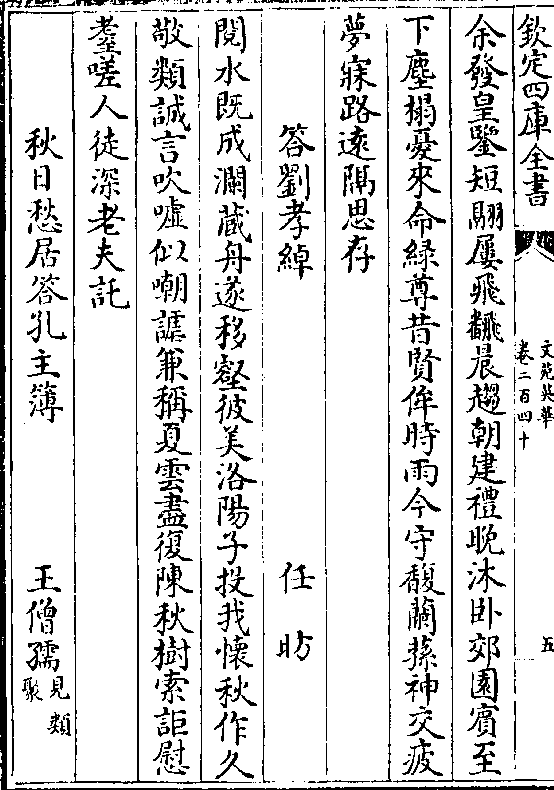 欽定四庫全書
文苑英華
卷二百四十
五
余發皇鑒短翮屢飛飜晨趨朝建禮晚沐卧郊園賔至
下塵榻憂來命緑尊昔賢侔時雨今守馥蘭蓀神交疲
夢寐路逺隔思存
答劉孝綽
任昉
閲水既成瀾蔵舟遂移壑彼美洛陽子投我懷秋作久
敬類誠言吹噓似嘲謔兼稱夏雲盡復陳秋樹索詎慰
耋嗟人徒深老夫託
秋日愁居答孔主簿
王僧孺
見類
聚